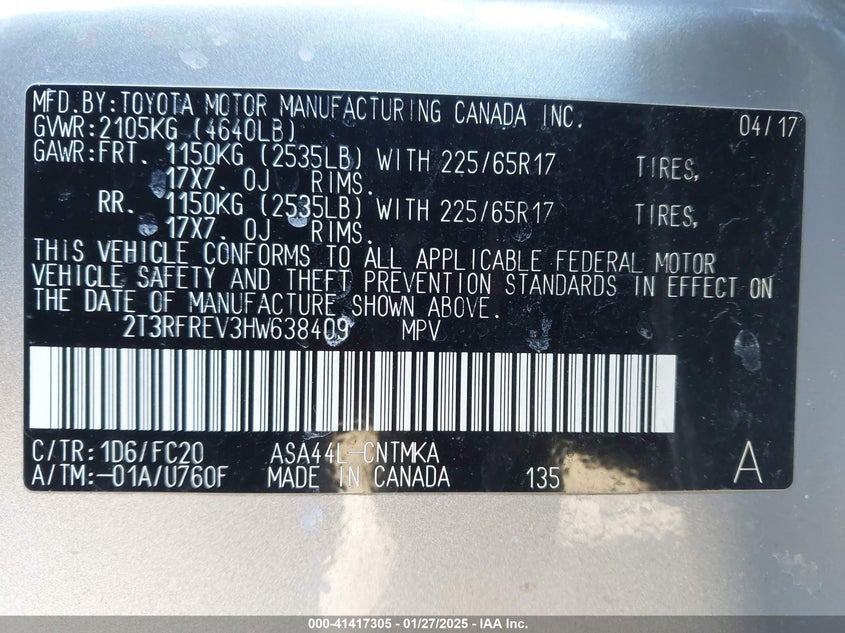 MFD.BY:TOYOTA MOTOR MANUFACTURING CANADA INC. 04/17
GVWR:2105KG (4640LB)
GAWR:FRT. 1150KG (2535LB) WITH 225/65R17 TIRES,
17X7. 0J RIMS.
RR. 1150KG (2535LB) WITH 225/65R17 TIRES,
17X7. 0J RIMS.
THIS VEHICLE CONFORMS TO ALL APPLICABLE FEDERAL MOTOR
VEHICLE SAFETY AND THEFT PREVENTION STANDARDS IN EFFECT ON
THE DATE OF MANUFACTURE SHOWN ABOVE.
2T3RFREV3HW638409 MPV
C/TR:1D6/FC20 ASA44L-CNTMKA
A/TM:-01A/U760F MADE IN CANADA 135 A
000-41417305 - 01/27/2025 - IAA Inc.